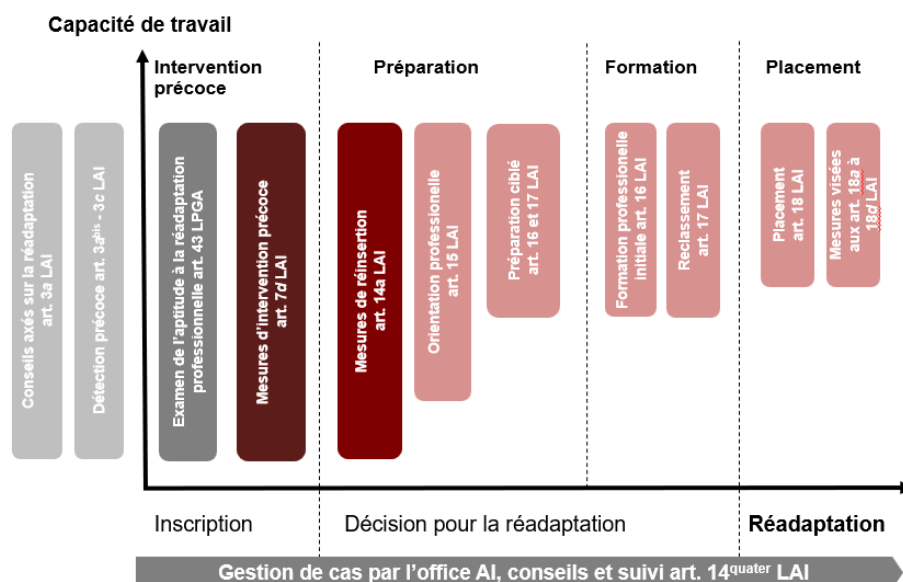 Capacité de travail
Intervention
précoce
Préparation
Formation
Placement
Conseils axés sur la réadaptation
art. 3a LAI
Détection précoce art. 3abis - 3c LAI
Examen de l'aptitude à la réadaptation
professionnelle art. 43 LPGA
Mesures d'intervention précoce
art. 7d LAI
Mesures de réinsertion
art. 14a LAI
Orientation professionelle
art. 15 LAI
Préparation ciblé
art. 16 et 17 LAI
Formation professionelle
initiale art. 16 LAI
Reclassement
art. 17 LAI
Placement
art. 18 LAI
Mesures visées
aux art. 18a à
18d LAI
Inscription
Décision pour la réadaptation
Réadaptation
Gestion de cas par l'office AI, conseils et suivi art. 14quater LAI